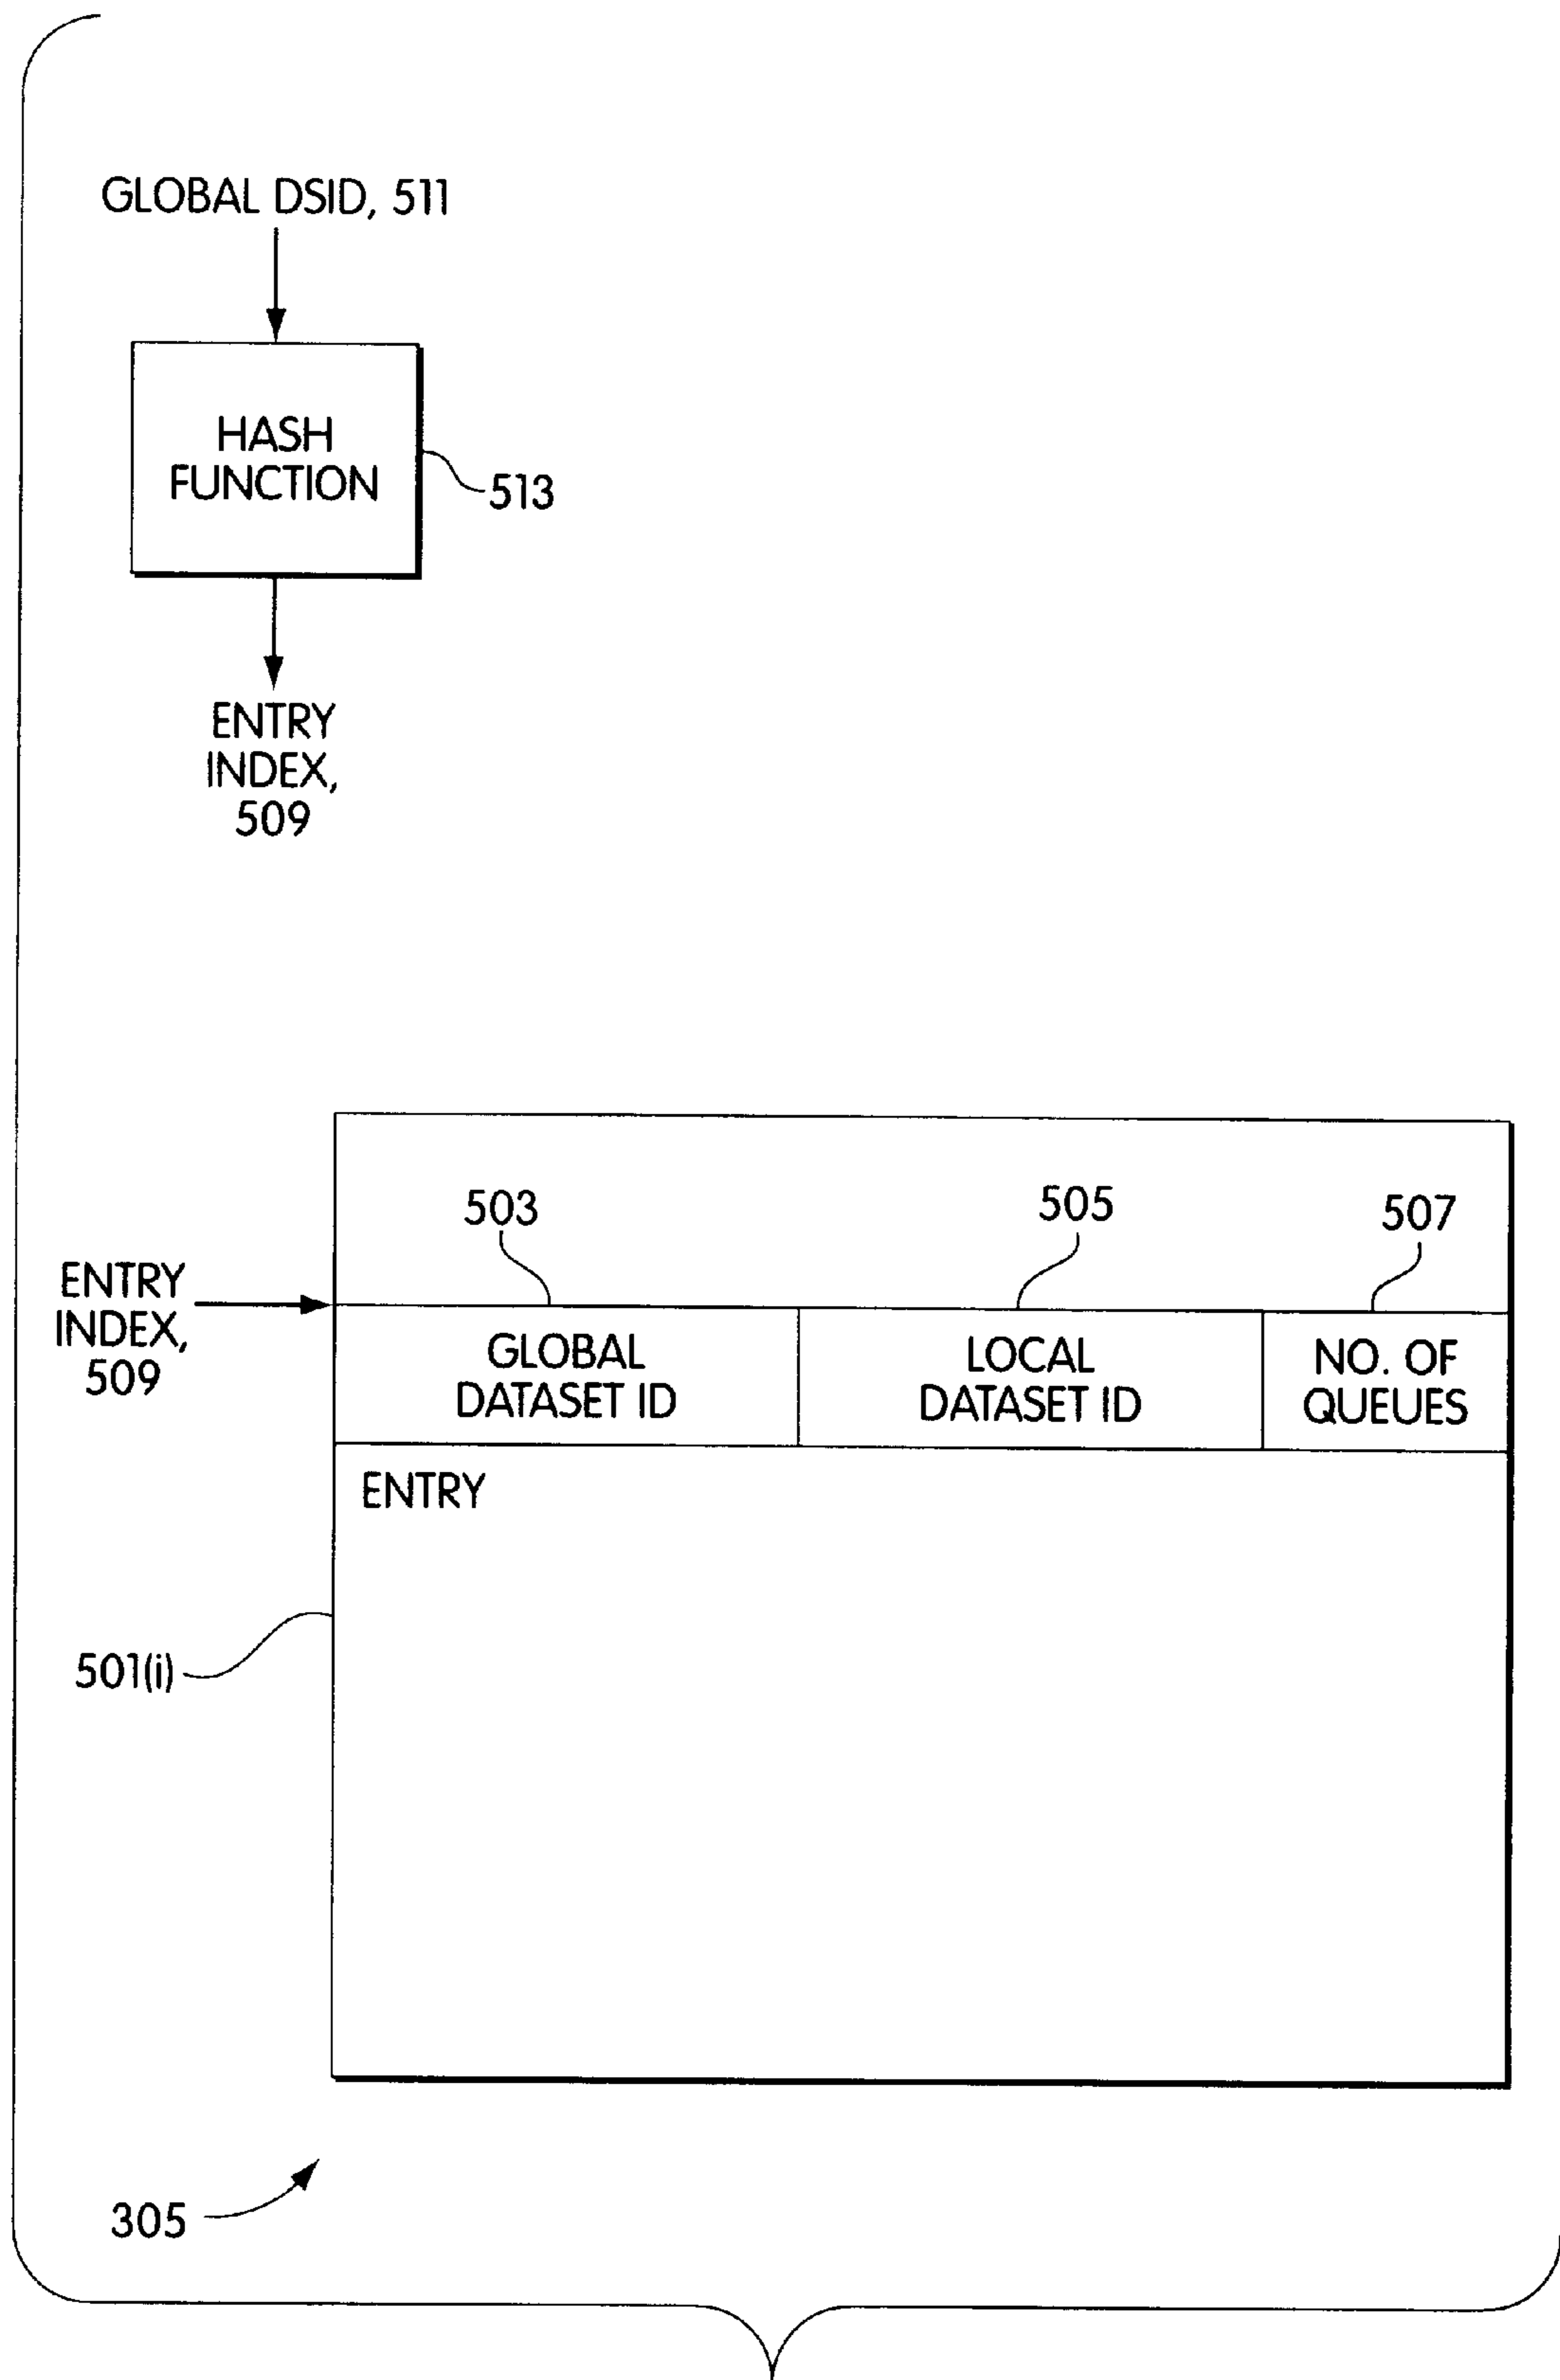 GLOBAL DSID, 511
HASH
FUNCTION
513
ENTRY
INDEX,
509
503
505
507
ENTRY
INDEX,
509
GLOBAL
DATASET ID
LOCAL
DATASET ID
NO. OF
QUEUES
ENTRY
501(i)
305